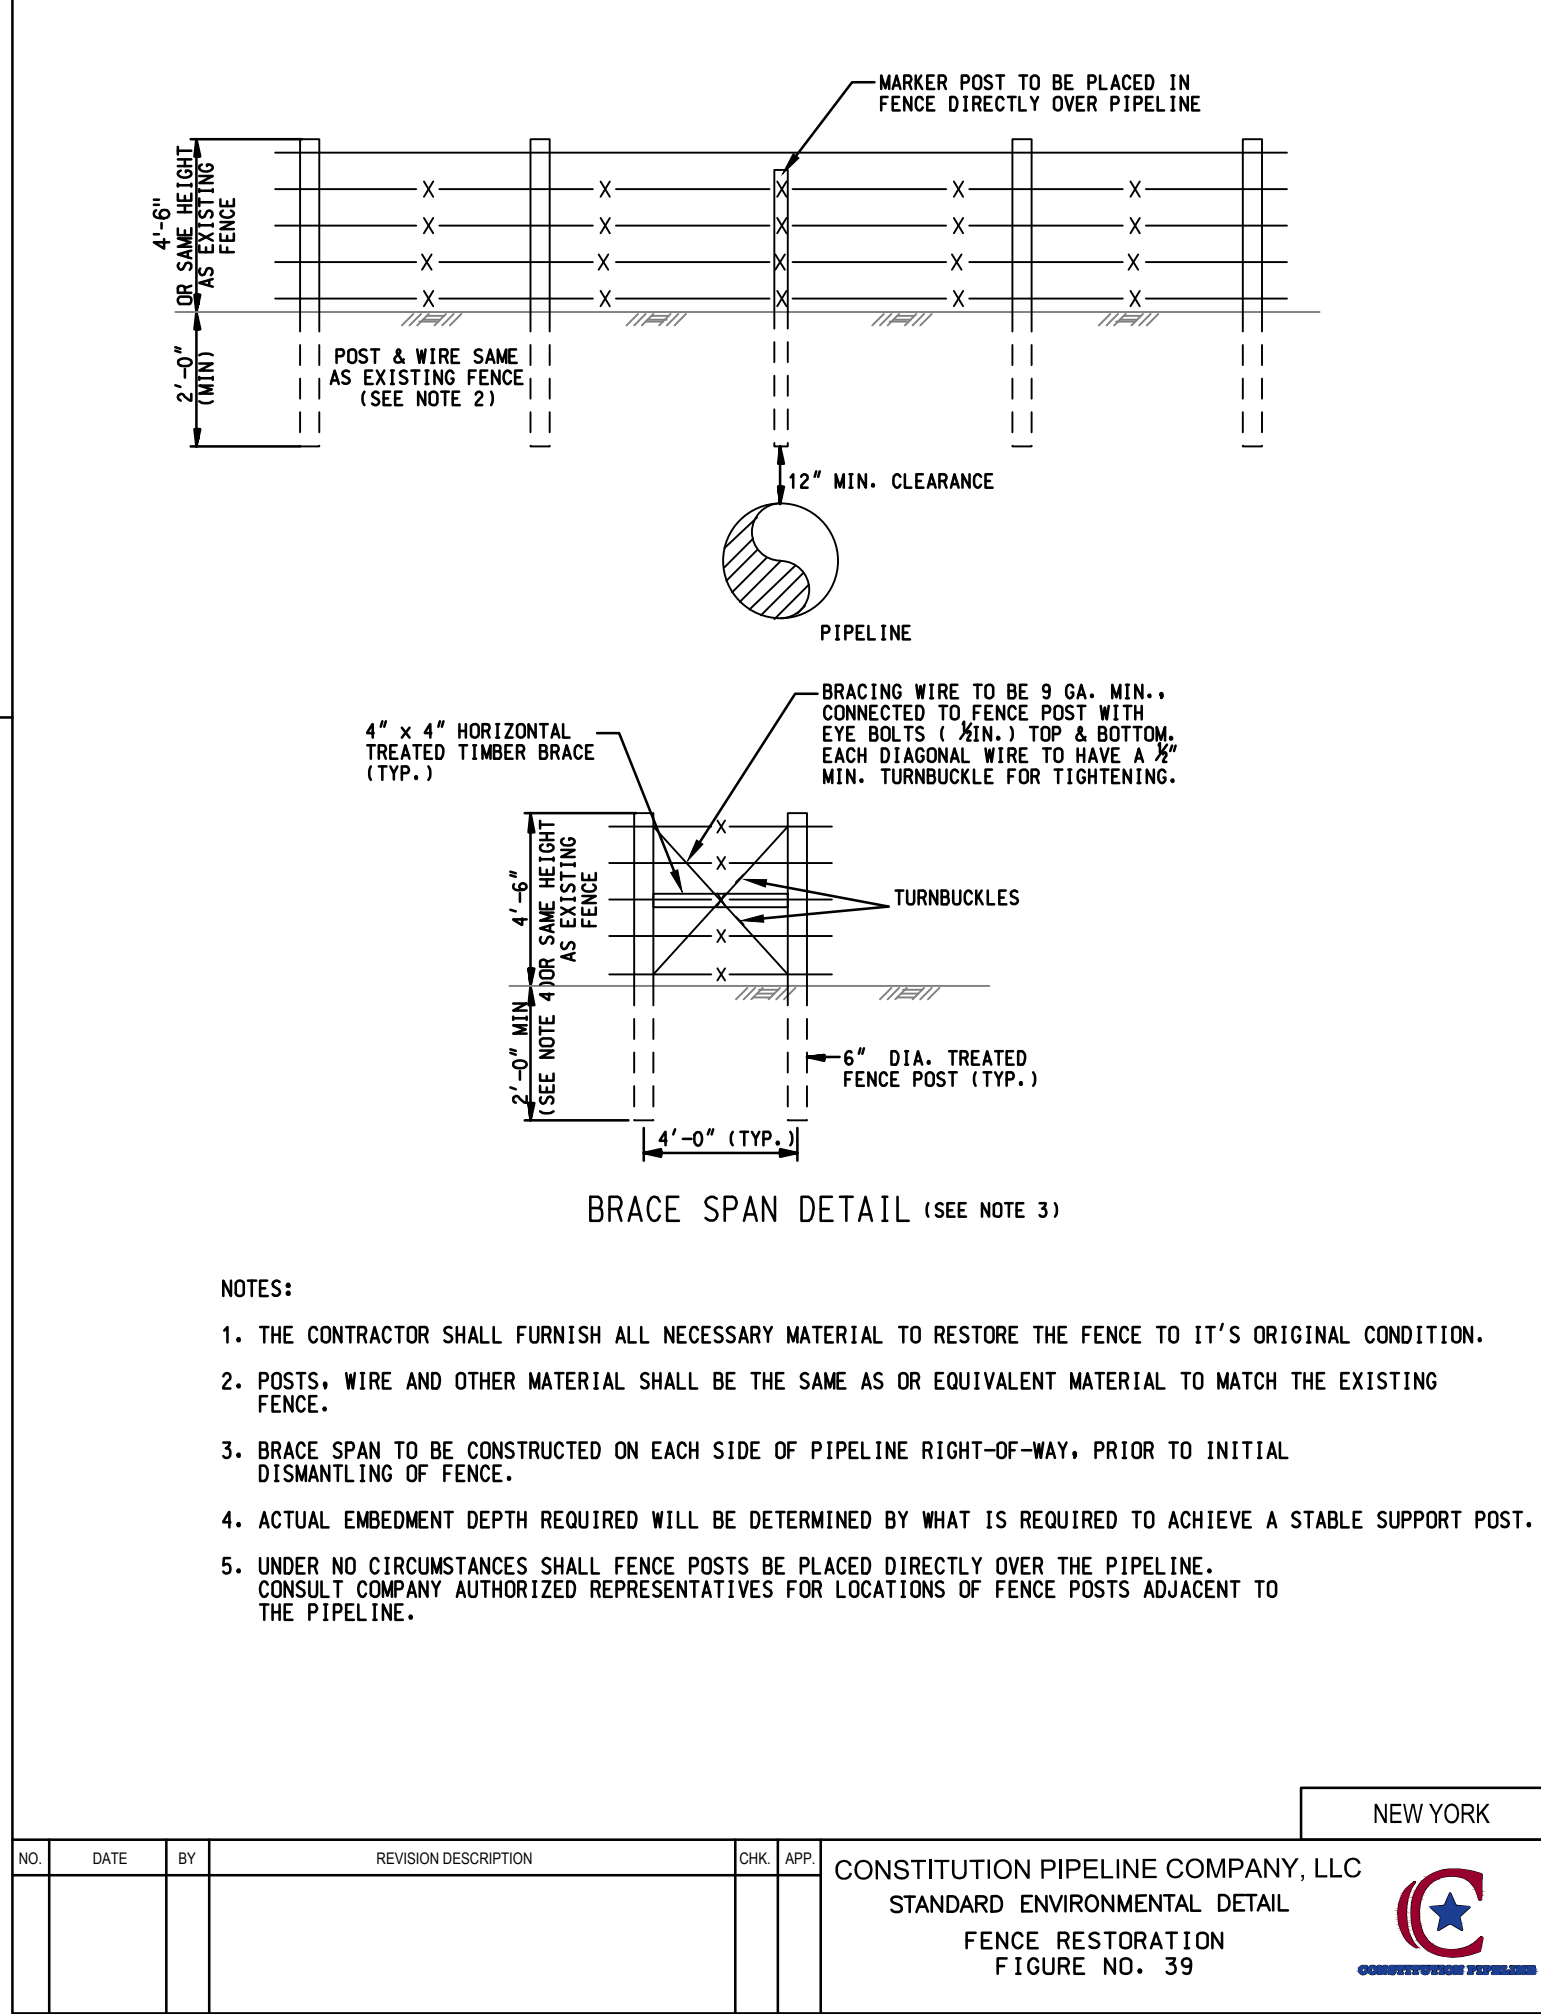 MARKER POST TO BE PLACED IN
FENCE DIRECTLY OVER PIPELINE
4'-6"
OR SAME HEIGHT
AS EXISTING
FENCE
X X X X X
X X X X X
X X X X X
X X X X X
2'-0"
(MIN)
POST & WIRE SAME
AS EXISTING FENCE
(SEE NOTE 2)
12" MIN. CLEARANCE
PIPELINE
BRACING WIRE TO BE 9 GA. MIN.,
CONNECTED TO FENCE POST WITH
EYE BOLTS ( ½IN.) TOP & BOTTOM.
EACH DIAGONAL WIRE TO HAVE A ½"
MIN. TURNBUCKLE FOR TIGHTENING.
4" x 4" HORIZONTAL
TREATED TIMBER BRACE
(TYP.)
4'-6"
OR SAME HEIGHT
AS EXISTING
FENCE
X
X
X
X
TURNBUCKLES
2'-0" MIN
(SEE NOTE 4)
6" DIA. TREATED
FENCE POST (TYP.)
4'-0" (TYP.)
BRACE SPAN DETAIL (SEE NOTE 3)
NOTES:
1. THE CONTRACTOR SHALL FURNISH ALL NECESSARY MATERIAL TO RESTORE THE FENCE TO IT'S ORIGINAL CONDITION.
2. POSTS, WIRE AND OTHER MATERIAL SHALL BE THE SAME AS OR EQUIVALENT MATERIAL TO MATCH THE EXISTING
FENCE.
3. BRACE SPAN TO BE CONSTRUCTED ON EACH SIDE OF PIPELINE RIGHT-OF-WAY, PRIOR TO INITIAL
DISMANTLING OF FENCE.
4. ACTUAL EMBEDMENT DEPTH REQUIRED WILL BE DETERMINED BY WHAT IS REQUIRED TO ACHIEVE A STABLE SUPPORT POST.
5. UNDER NO CIRCUMSTANCES SHALL FENCE POSTS BE PLACED DIRECTLY OVER THE PIPELINE.
CONSULT COMPANY AUTHORIZED REPRESENTATIVES FOR LOCATIONS OF FENCE POSTS ADJACENT TO
THE PIPELINE.
NEW YORK
NO. DATE BY REVISION DESCRIPTION CHK. APP.
CONSTITUTION PIPELINE COMPANY, LLC
STANDARD ENVIRONMENTAL DETAIL
FENCE RESTORATION
FIGURE NO. 39
C
CONSTITUTION PIPELINE